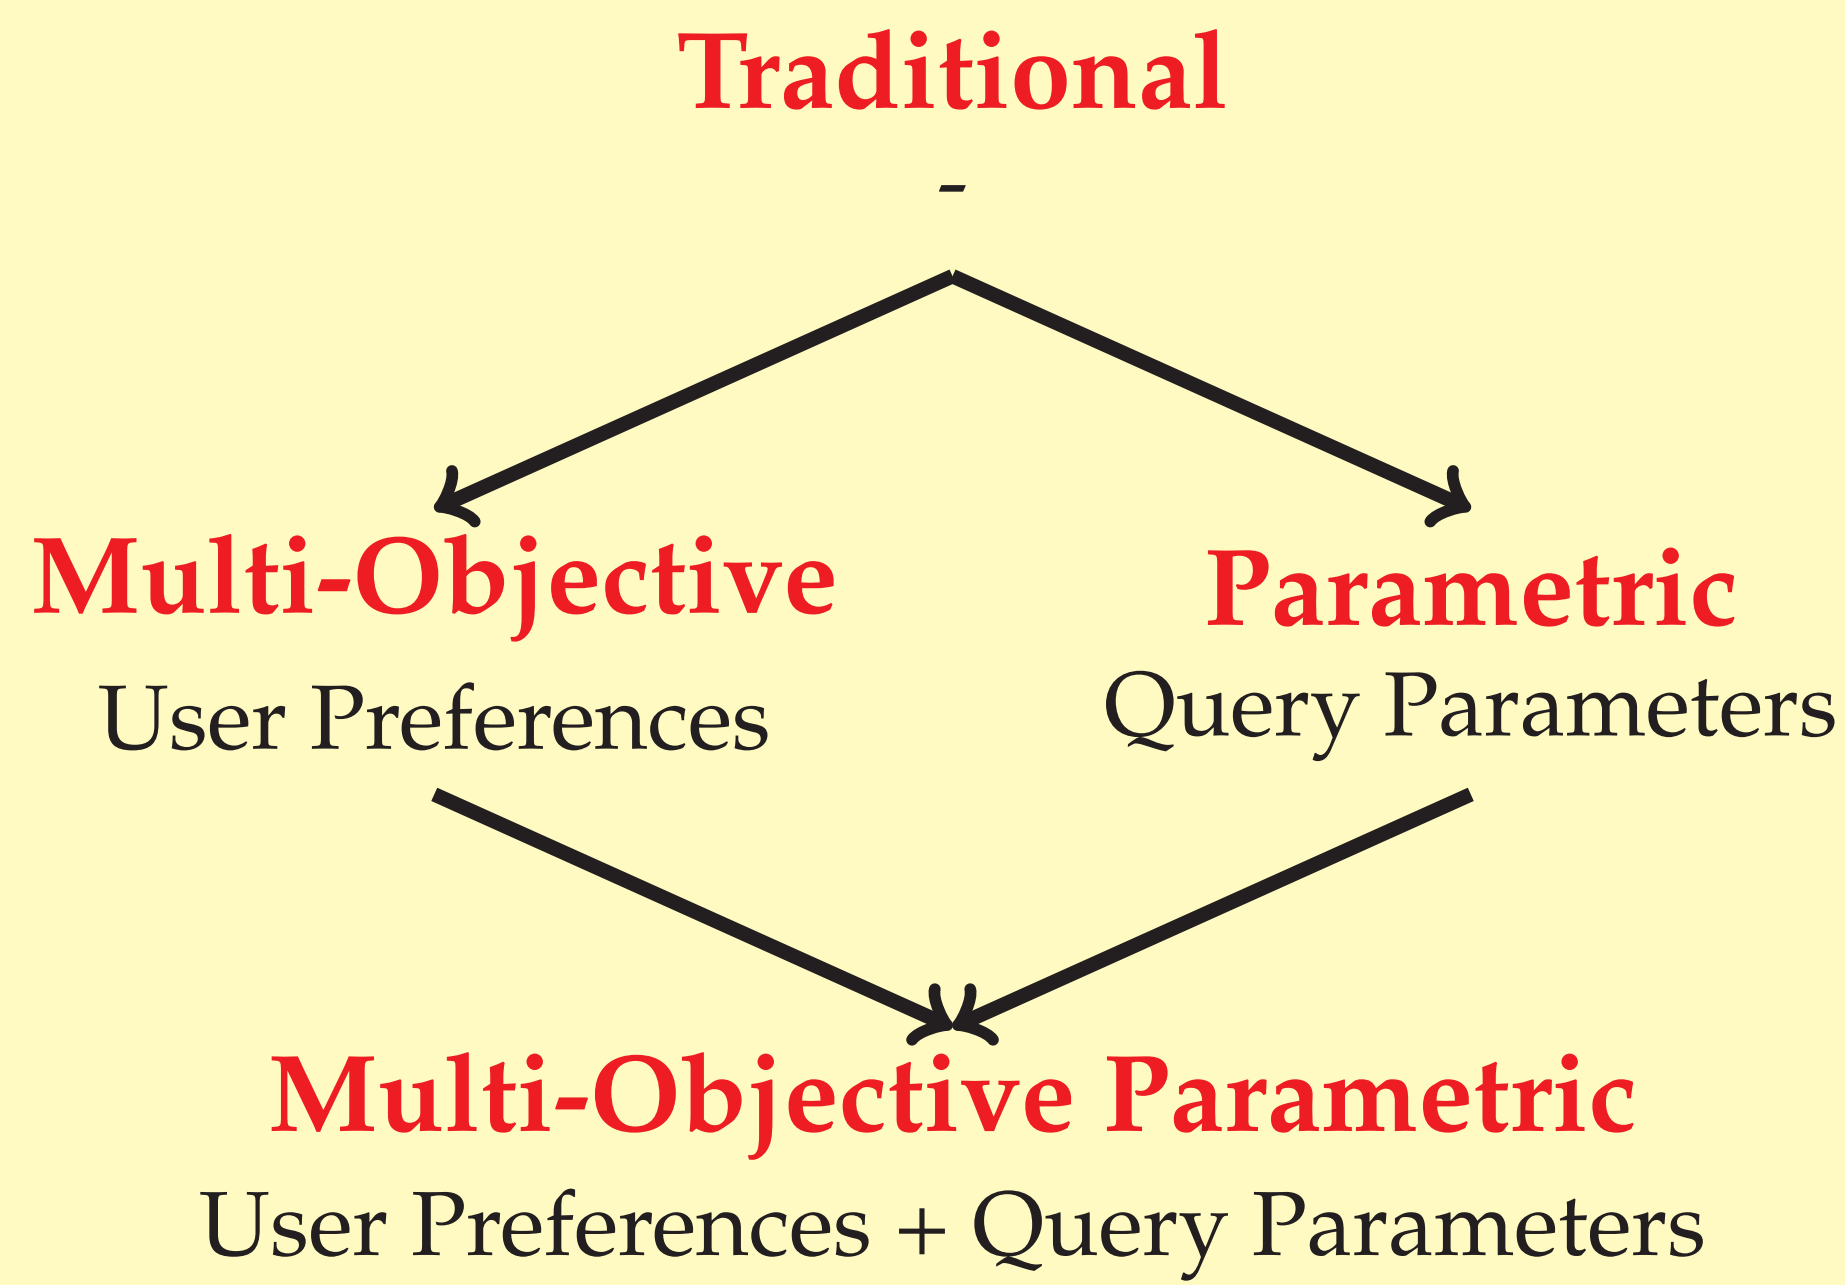 Traditional
-
Multi-Objective
User Preferences
Parametric
Query Parameters
Multi-Objective Parametric
User Preferences + Query Parameters